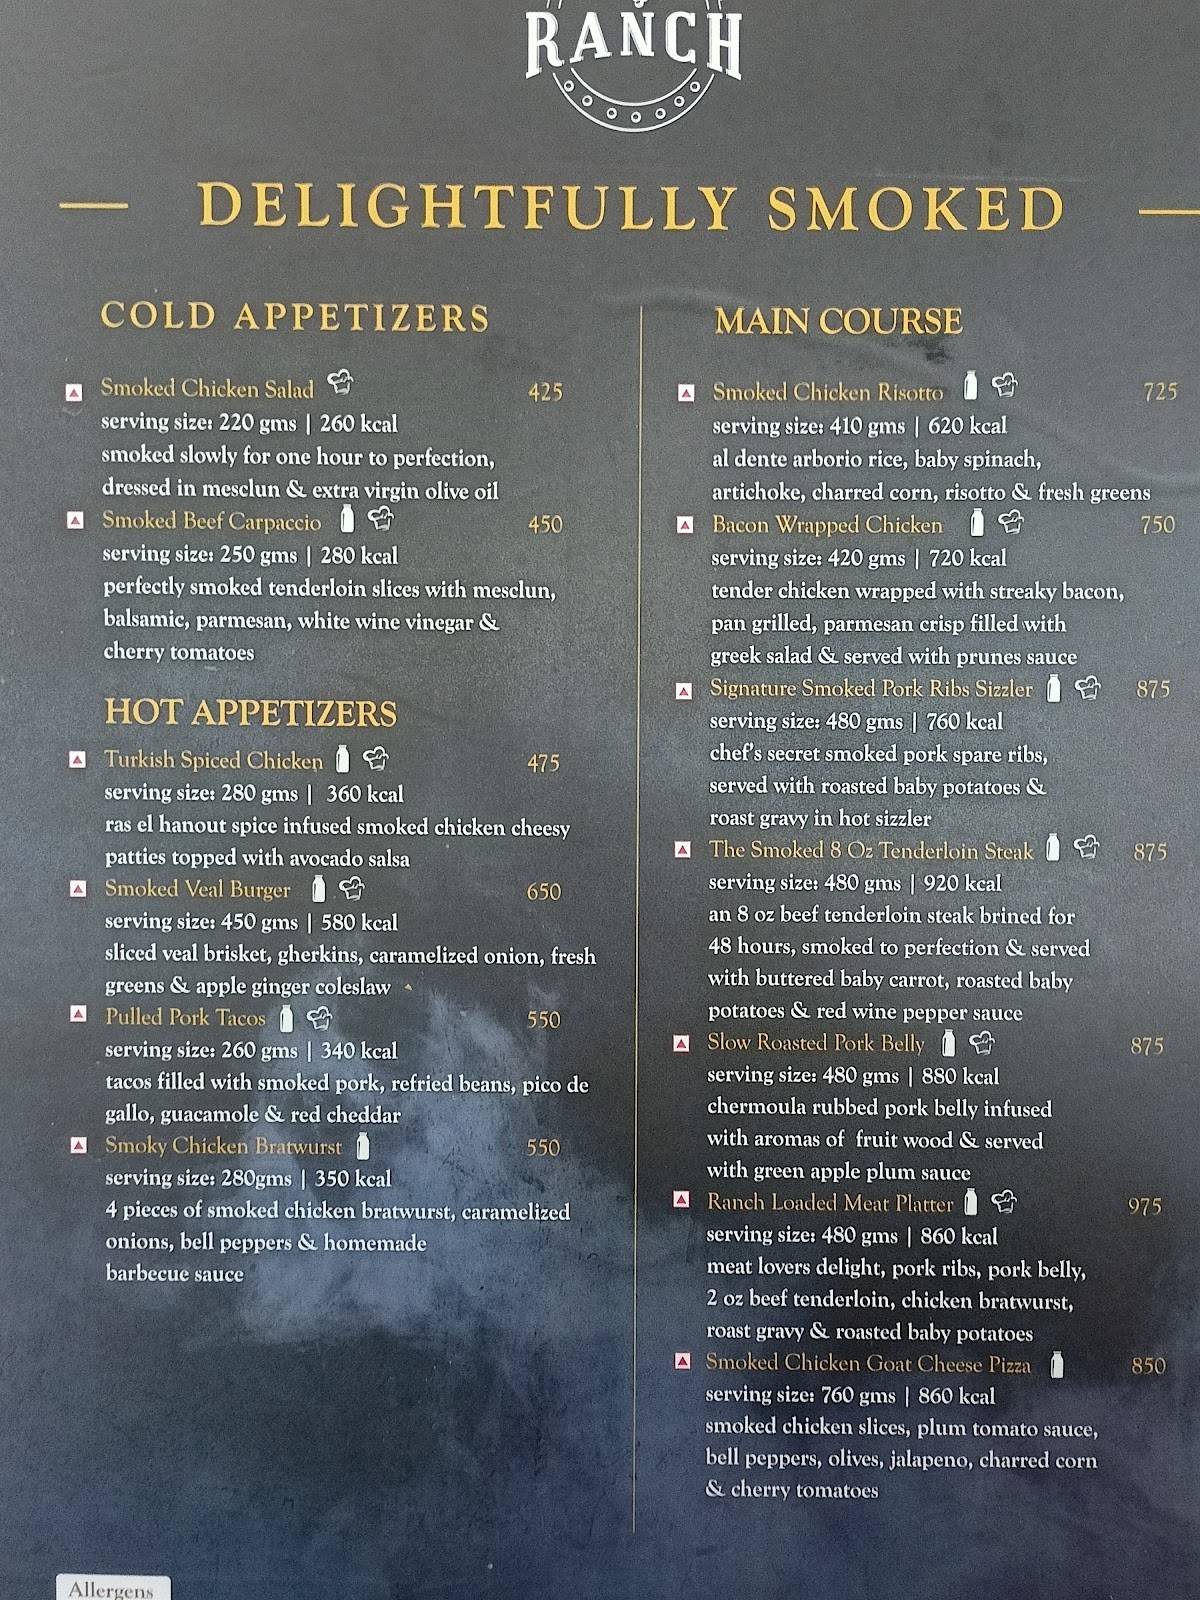 RANCH
DELIGHTFULLY SMOKED
COLD APPETIZERS
Smoked Chicken Salad 425
serving size: 220 gms | 260 kcal
smoked slowly for one hour to perfection,
dressed in mesclun & extra virgin olive oil
Smoked Beef Carpaccio 450
serving size: 250 gms | 280 kcal
perfectly smoked tenderloin slices with mesclun,
balsamic, parmesan, white wine vinegar &
cherry tomatoes
HOT APPETIZERS
Turkish Spiced Chicken 475
serving size: 280 gms | 360 kcal
ras el hanout spice infused smoked chicken cheesy
patties topped with avocado salsa
Smoked Veal Burger 650
serving size: 450 gms | 580 kcal
sliced veal brisket, gherkins, caramelized onion, fresh
greens & apple ginger coleslaw
Pulled Pork Tacos 550
serving size: 260 gms | 340 kcal
tacos filled with smoked pork, refried beans, pico de
gallo, guacamole & red cheddar
Smoky Chicken Bratwurst 550
serving size: 280gms | 350 kcal
4 pieces of smoked chicken bratwurst, caramelized
onions, bell peppers & homemade
barbecue sauce
MAIN COURSE
Smoked Chicken Risotto 725
serving size: 410 gms | 620 kcal
al dente arborio rice, baby spinach,
artichoke, charred corn, risotto & fresh greens
Bacon Wrapped Chicken 750
serving size: 420 gms | 720 kcal
tender chicken wrapped with streaky bacon,
pan grilled, parmesan crisp filled with
greek salad & served with prunes sauce
Signature Smoked Pork Ribs Sizzler 875
serving size: 480 gms | 760 kcal
chef's secret smoked pork spare ribs,
served with roasted baby potatoes &
roast gravy in hot sizzler
The Smoked 8 Oz Tenderloin Steak 875
serving size: 480 gms | 920 kcal
an 8 oz beef tenderloin steak brined for
48 hours, smoked to perfection & served
with buttered baby carrot, roasted baby
potatoes & red wine pepper sauce
Slow Roasted Pork Belly 875
serving size: 480 gms | 880 kcal
chermoula rubbed pork belly infused
with aromas of fruit wood & served
with green apple plum sauce
Ranch Loaded Meat Platter 975
serving size: 480 gms | 860 kcal
meat lovers delight, pork ribs, pork belly,
2 oz beef tenderloin, chicken bratwurst,
roast gravy & roasted baby potatoes
Smoked Chicken Goat Cheese Pizza 850
serving size: 760 gms | 860 kcal
smoked chicken slices, plum tomato sauce,
bell peppers, olives, jalapeno, charred corn
& cherry tomatoes
Allergens